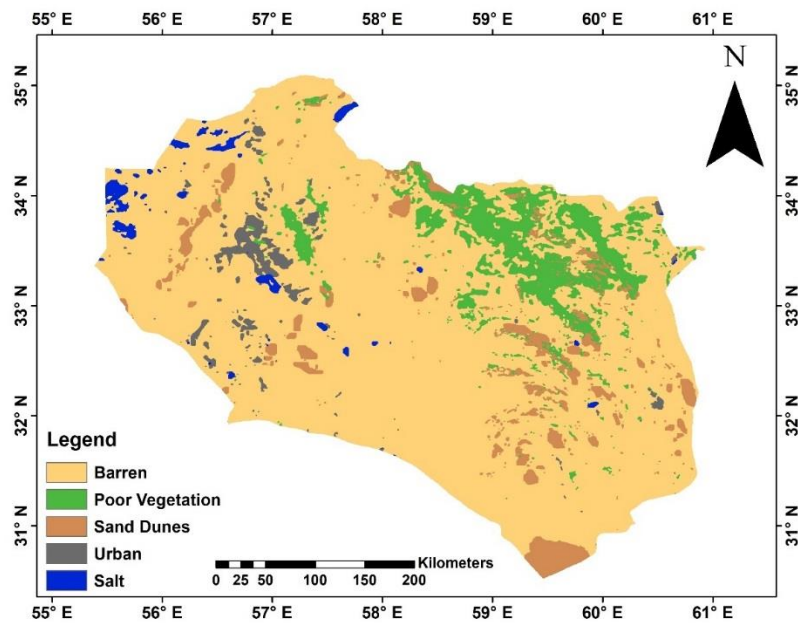 55° E 56° E 57° E 58° E 59° E 60° E 61° E
N
35° N 35° N
34° N 34° N
33° N 33° N
32° N 32° N
31° N 31° N
Legend
Barren
Poor Vegetation
Sand Dunes
Urban
Salt
Kilometers
0 25 50 100 150 200
55° E 56° E 57° E 58° E 59° E 60° E 61° E